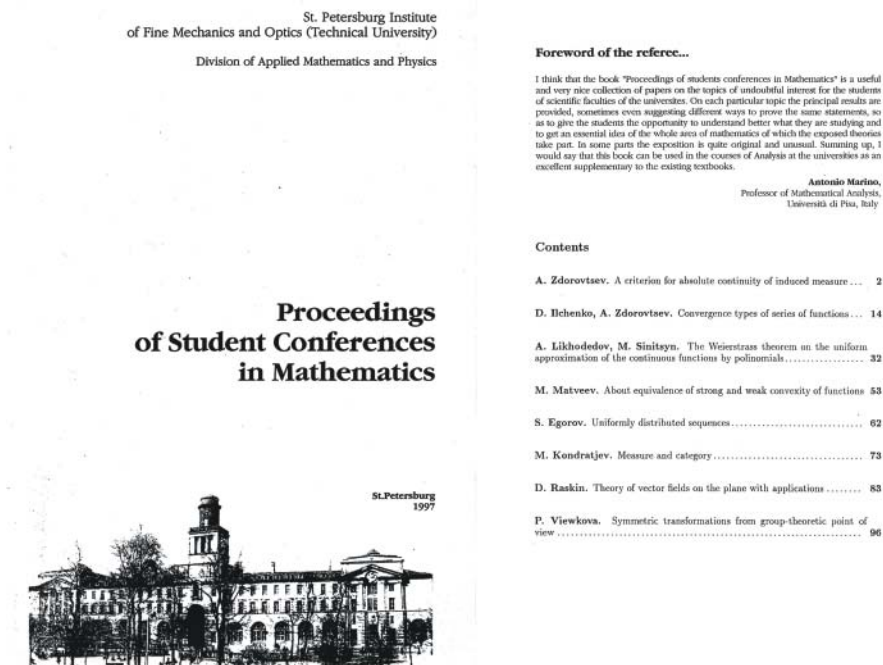 St. Petersburg Institute
of Fine Mechanics and Optics (Technical University)
Division of Applied Mathematics and Physics
Proceedings
of Student Conferences
in Mathematics
St.Petersburg
1997
Foreword of the referee...
I think that the book "Proceedings of students conferences in Mathematics" is a useful
and very nice collection of papers on the topics of undoubtful interest for the students
of scientific faculties of the universites. On each particular topic the principal results are
provided, sometimes even suggesting different ways to prove the same statements, so
as to give the students the opportunity to understand better what they are studying and
to get an essential idea of the whole area of mathematics of which the exposed theories
take part. In some parts the exposition is quite original and unusual. Summing up, I
would say that this book can be used in the courses of Analysis at the universities as an
excellent supplementary to the existing textbooks.
Antonio Marino,
Professor of Mathematical Analysis,
Università di Pisa, Italy
Contents
A. Zdorovtsev. A criterion for absolute continuity of induced measure ... 2
D. Ilchenko, A. Zdorovtsev. Convergence types of series of functions ... 14
A. Likhodedov, M. Sinitsyn. The Weierstrass theorem on the uniform
approximation of the continuous functions by polinomials .................. 32
M. Matveev. About equivalence of strong and weak convexity of functions 53
S. Egorov. Uniformly distributed sequences ............................. 62
M. Kondratjev. Measure and category ................................. 73
D. Raskin. Theory of vector fields on the plane with applications ........ 83
P. Viewkova. Symmetric transformations from group-theoretic point of
view .................................................................... 96